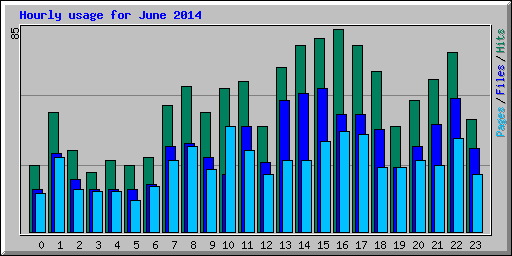 Hourly usage for June 2014
85
Pages / Files / Hits
0 1 2 3 4 5 6 7 8 9 10 11 12 13 14 15 16 17 18 19 20 21 22 23